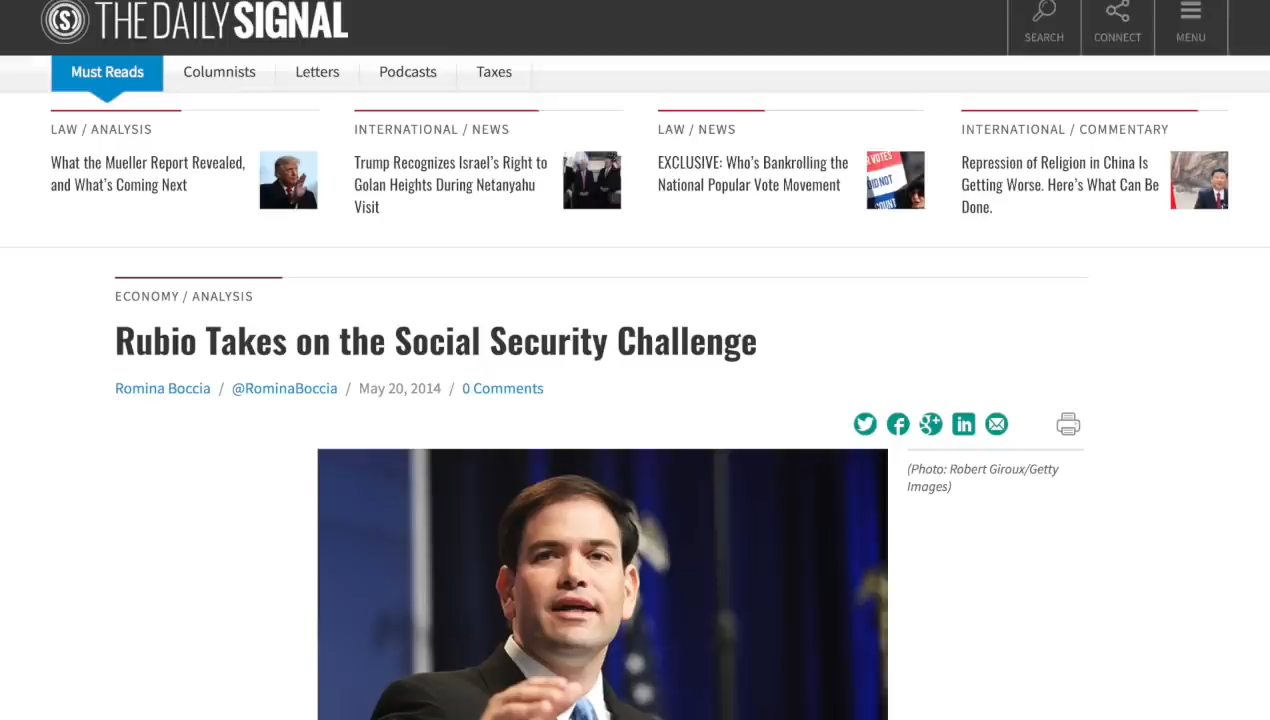 THE DAILY SIGNAL
SEARCH
CONNECT
MENU
Must Reads
Columnists
Letters
Podcasts
Taxes
LAW / ANALYSIS
What the Mueller Report Revealed,
and What's Coming Next
INTERNATIONAL / NEWS
Trump Recognizes Israel's Right to
Golan Heights During Netanyahu
Visit
LAW / NEWS
EXCLUSIVE: Who's Bankrolling the
National Popular Vote Movement
VOTES
DID NOT
COUNT
INTERNATIONAL / COMMENTARY
Repression of Religion in China Is
Getting Worse. Here's What Can Be
Done.
ECONOMY / ANALYSIS
Rubio Takes on the Social Security Challenge
Romina Boccia / @RominaBoccia / May 20, 2014 / 0 Comments
(Photo: Robert Giroux/Getty
Images)